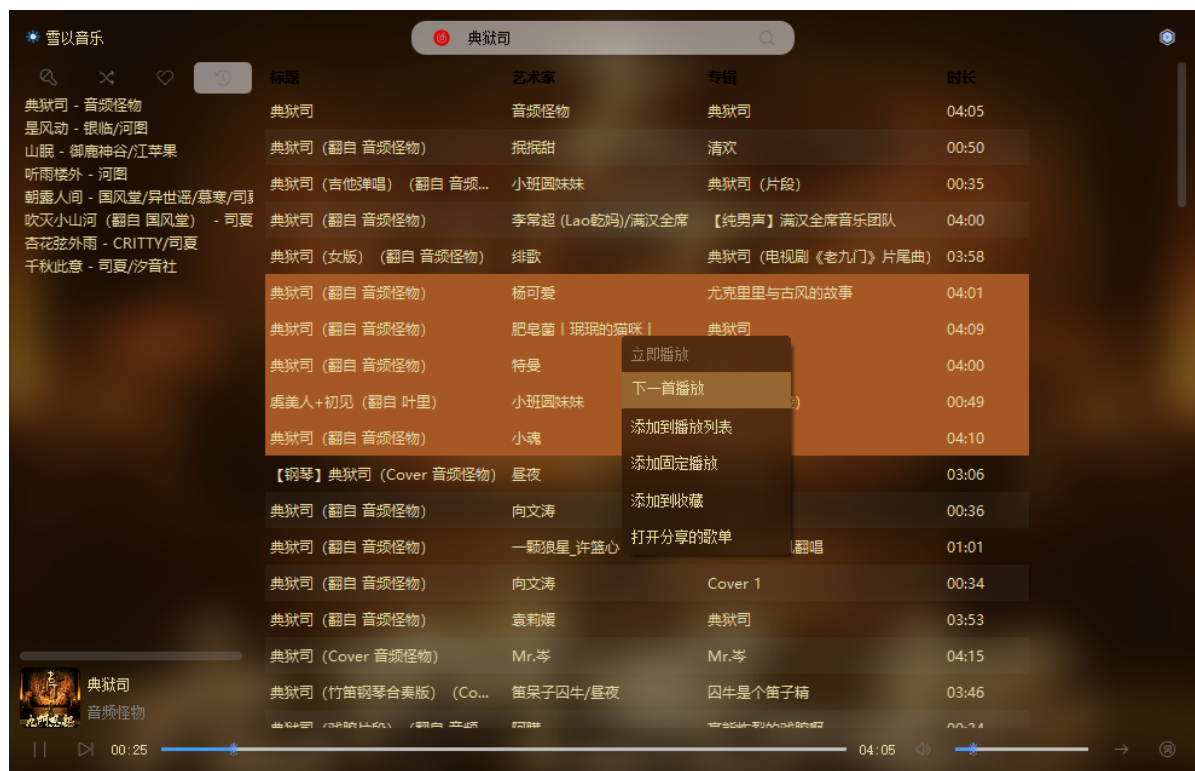 雪以音乐
典狱司
典狱司 - 音频怪物
是风动 - 银临/河图
山眠 - 御鹿神谷/江苹果
听雨楼外 - 河图
朝露人间 - 国风堂/异世谣/慕寒/司夏
吹灭小山河（翻自 国风堂） - 司夏
杏花弦外雨 - CRITTY/司夏
千秋此意 - 司夏/汐音社
标题 艺术家 专辑 时长
典狱司 音频怪物 典狱司 04:05
典狱司（翻自 音频怪物） 抿抿甜 清欢 00:50
典狱司（吉他弹唱）（翻自 音频... 小班圆妹妹 典狱司（片段） 00:35
典狱司（翻自 音频怪物） 李常超 (Lao乾妈)/满汉全席 【纯男声】满汉全席音乐团队 04:00
典狱司（女版）（翻自 音频怪物） 绯歌 典狱司（电视剧《老九门》片尾曲） 03:58
典狱司（翻自 音频怪物） 杨可爱 尤克里里与古风的故事 04:01
典狱司（翻自 音频怪物） 肥皂菌丨珉珉的猫咪丨 典狱司 04:09
典狱司（翻自 音频怪物） 特曼 04:00
虞美人+初见（翻自 叶里） 小班圆妹妹 ) 00:49
典狱司（翻自 音频怪物） 小魂 04:10
【钢琴】典狱司（Cover 音频怪物） 昼夜 03:06
典狱司（翻自 音频怪物） 向文涛 00:36
典狱司（翻自 音频怪物） 一颗狼星_许篮心 翻唱 01:01
典狱司（翻自 音频怪物） 向文涛 Cover 1 00:34
典狱司（翻自 音频怪物） 袁莉媛 典狱司 03:53
典狱司（Cover 音频怪物） Mr.岑 Mr.岑 04:15
典狱司（竹笛钢琴合奏版）（Co... 笛呆子囚牛/昼夜 囚牛是个笛子精 03:46
立即播放
下一首播放
添加到播放列表
添加固定播放
添加到收藏
打开分享的歌单
典狱司
音频怪物
00:25
04:05
词